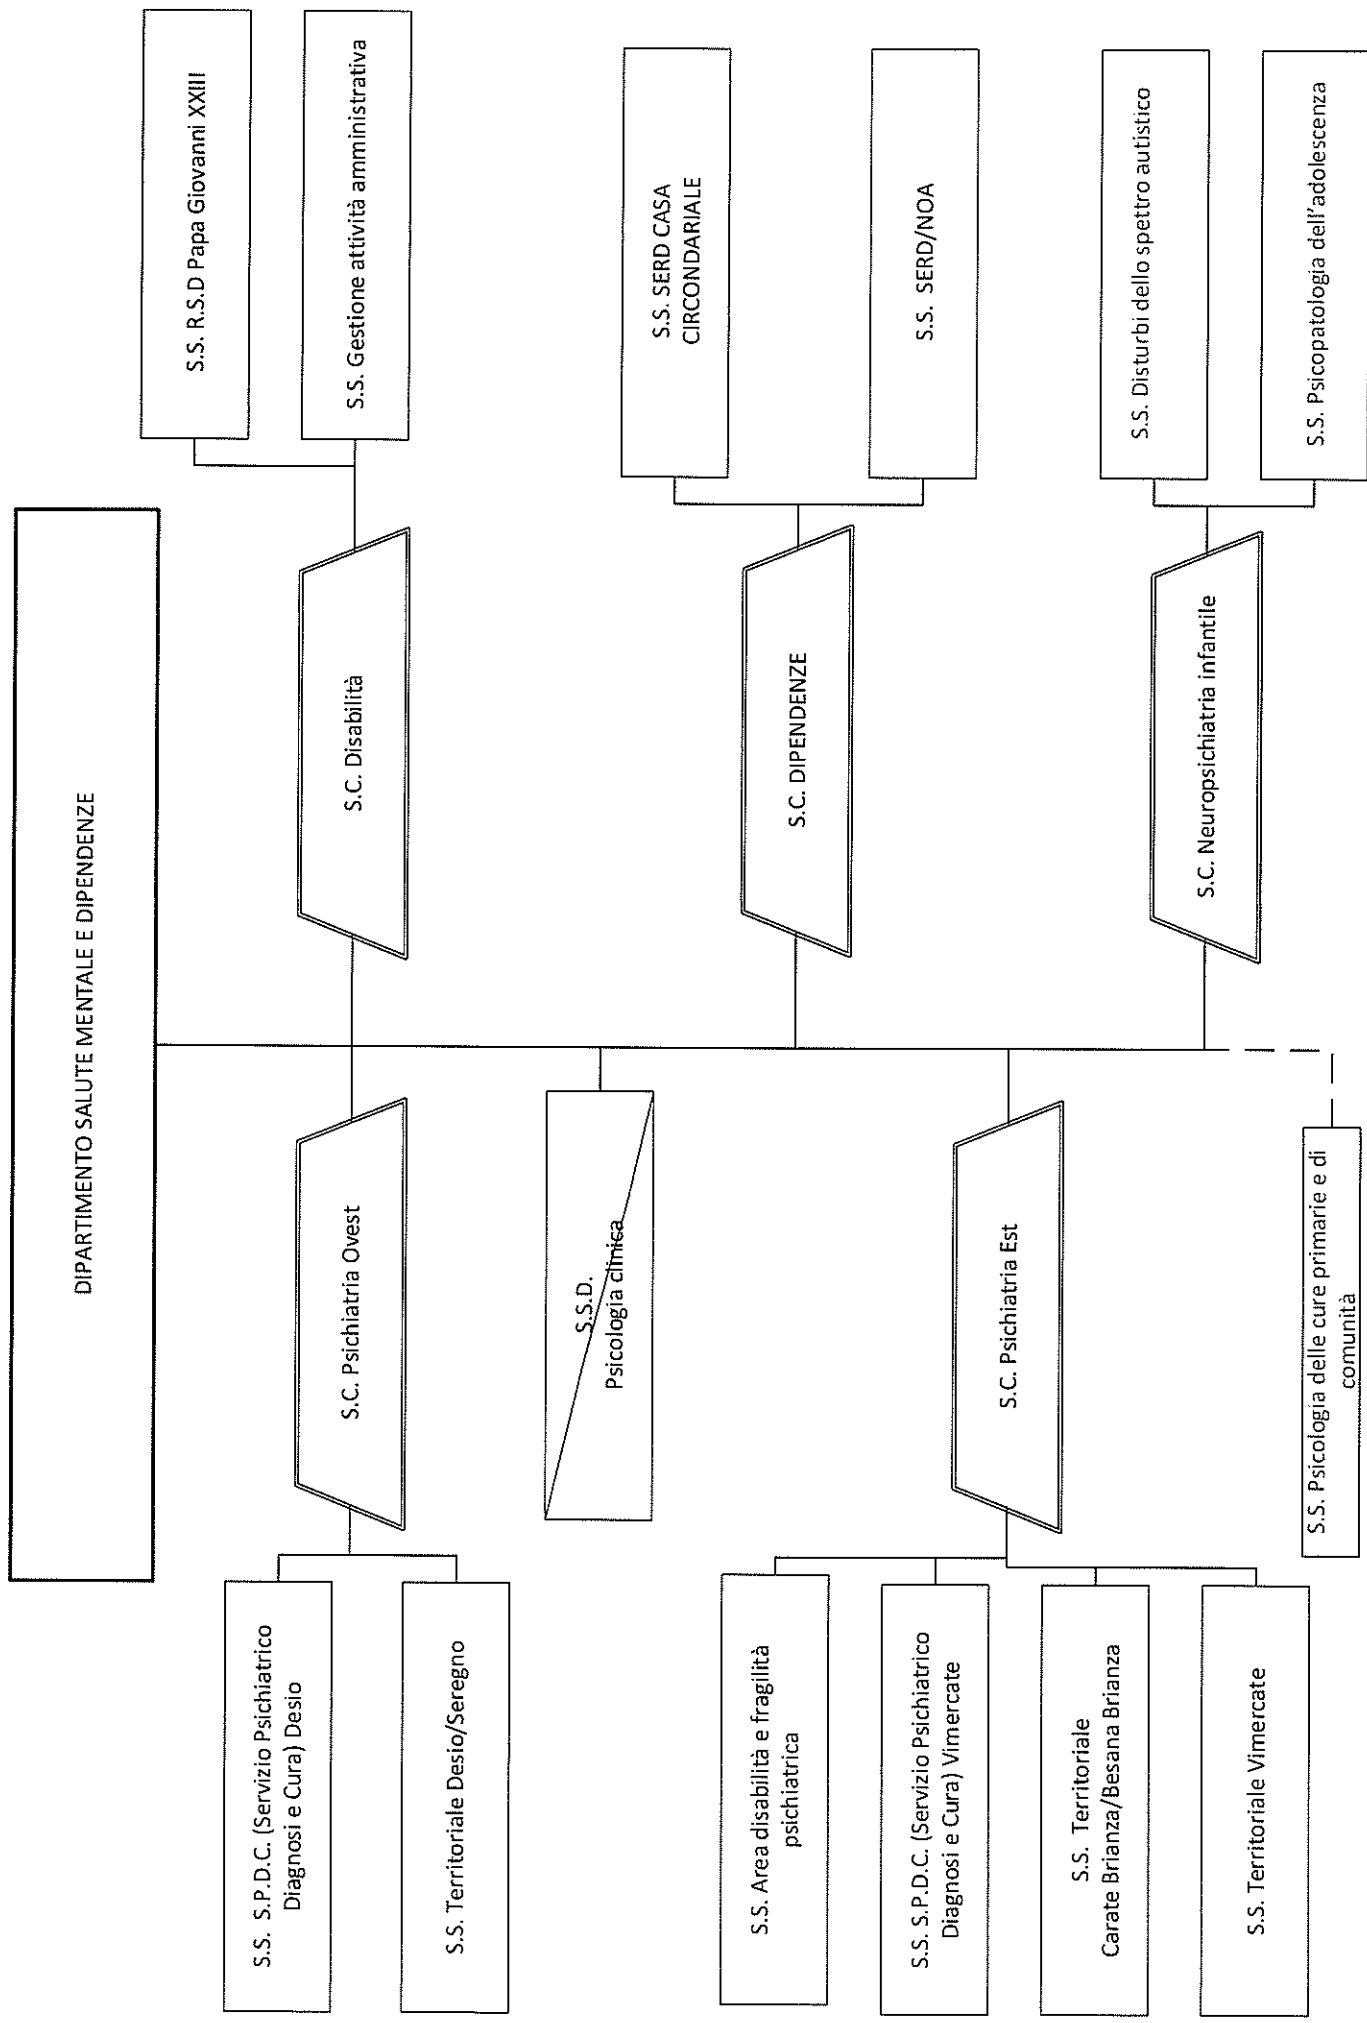 DIPARTIMENTO SALUTE MENTALE E DIPENDENZE
S.C. Psichiatria Ovest
S.S. S.P.D.C. (Servizio Psichiatrico
Diagnosi e Cura) Desio
S.S. Territoriale Desio/Seregno
S.C. Disabilità
S.S. R.S.D Papa Giovanni XXIII
S.S. Gestione attività amministrativa
S.S.D.
Psicologia clinica
S.C. DIPENDENZE
S.S. SERD CASA
CIRCONDARIALE
S.S. SERD/NOA
S.C. Psichiatria Est
S.S. Area disabilità e fragilità
psichiatrica
S.S. S.P.D.C. (Servizio Psichiatrico
Diagnosi e Cura) Vimercate
S.S. Territoriale
Carate Brianza/Besana Brianza
S.S. Territoriale Vimercate
S.C. Neuropsichiatria infantile
S.S. Disturbi dello spettro autistico
S.S. Psicopatologia dell'adolescenza
S.S. Psicologia delle cure primarie e di
comunità